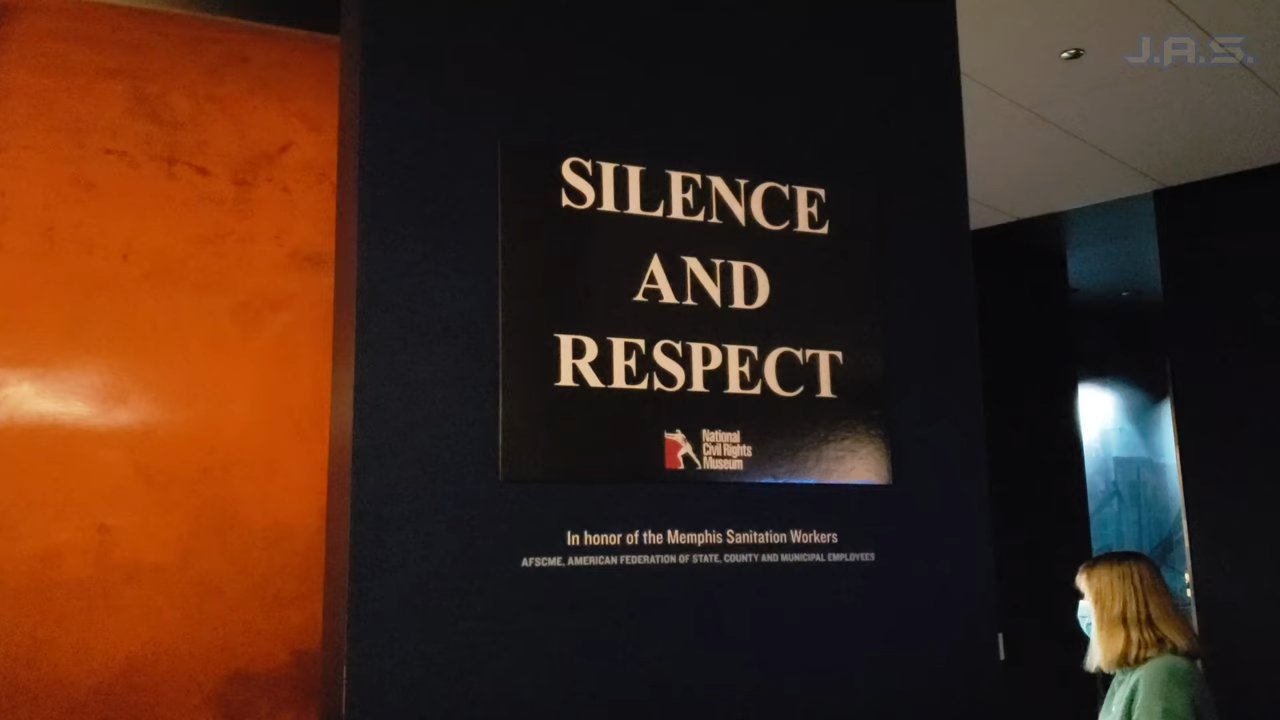 J.A.S.
SILENCE
AND
RESPECT
National
Civil Rights
Museum
In honor of the Memphis Sanitation Workers
AFSCME, AMERICAN FEDERATION OF STATE, COUNTY AND MUNICIPAL EMPLOYEES